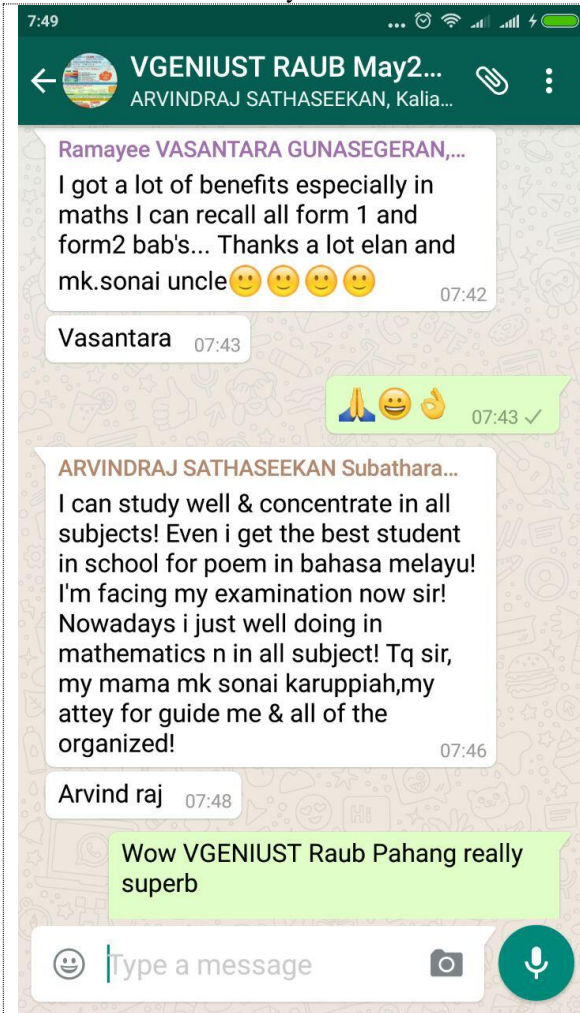 7:49
VGENIUST RAUB May2...
ARVINDRAJ SATHASEEKAN, Kalia...
Ramayee VASANTARA GUNASEGERAN,...
I got a lot of benefits especially in
maths I can recall all form 1 and
form2 bab's... Thanks a lot elan and
mk.sonai uncle🙂🙂🙂🙂
07:42
Vasantara 07:43
🙏😀👌 07:43
ARVINDRAJ SATHASEEKAN Subathara...
I can study well & concentrate in all
subjects! Even i get the best student
in school for poem in bahasa melayu!
I'm facing my examination now sir!
Nowadays i just well doing in
mathematics n in all subject! Tq sir,
my mama mk sonai karuppiah,my
attey for guide me & all of the
organized!
07:46
Arvind raj 07:48
Wow VGENIUST Raub Pahang really
superb
Type a message